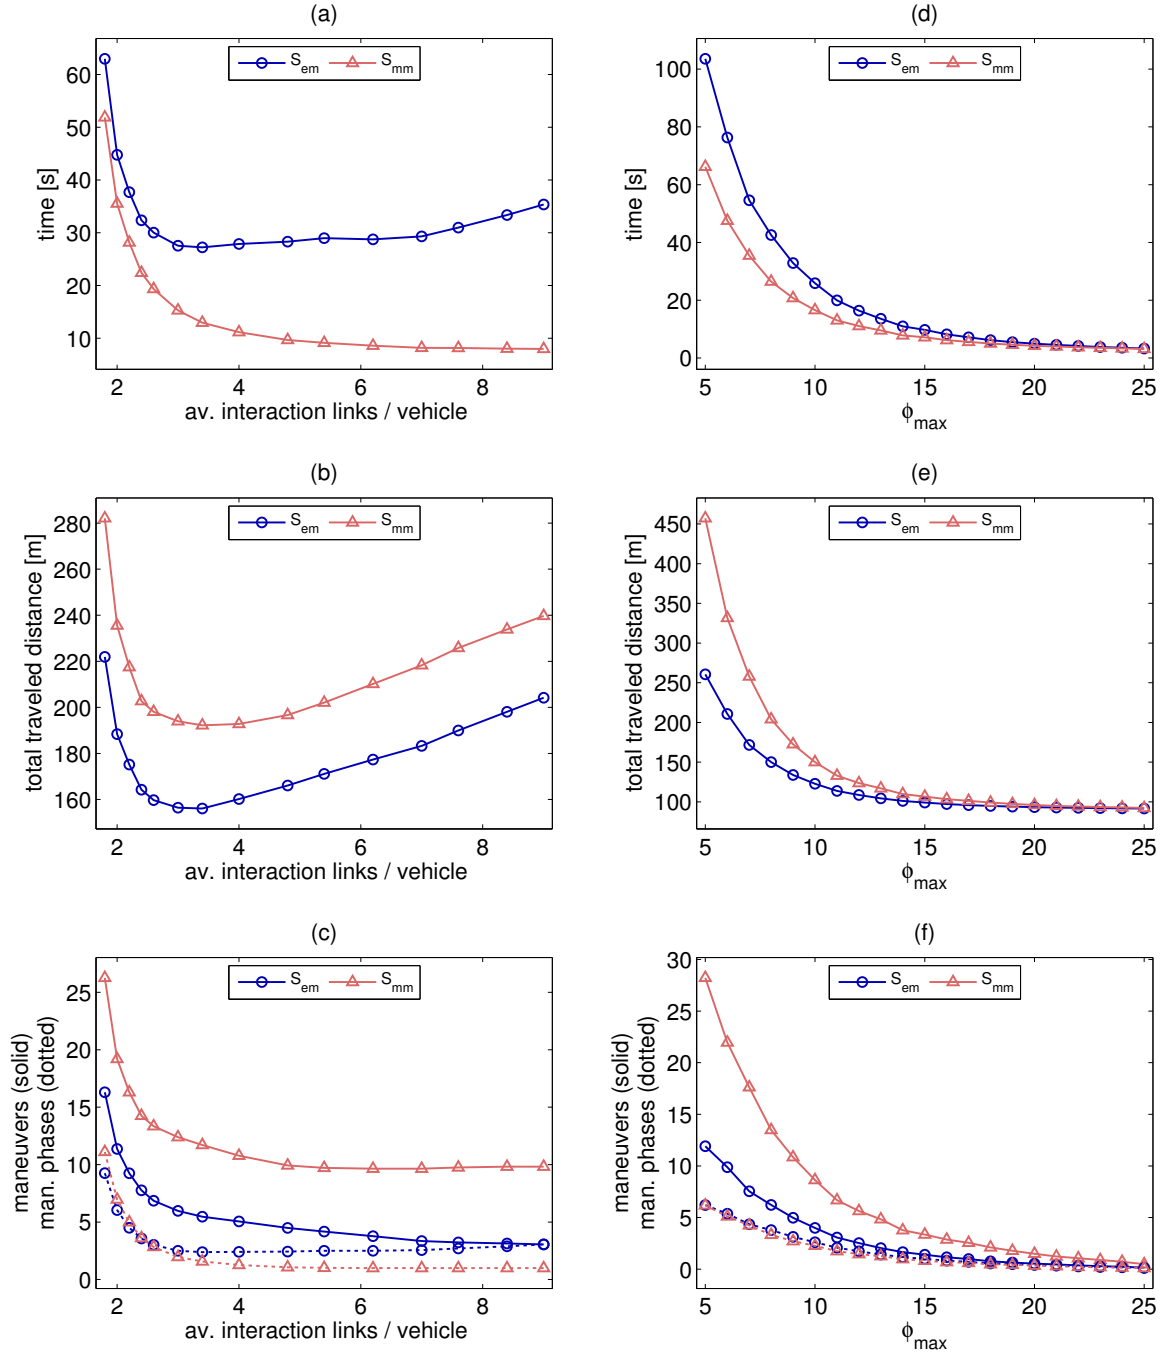 (a)
S_em S_mm
60
50
40
30
20
10
time [s]
2 4 6 8
av. interaction links / vehicle
(d)
S_em S_mm
100
80
60
40
20
0
time [s]
5 10 15 20 25
ϕ_max
(b)
S_em S_mm
280
260
240
220
200
180
160
total traveled distance [m]
2 4 6 8
av. interaction links / vehicle
(e)
S_em S_mm
450
400
350
300
250
200
150
100
total traveled distance [m]
5 10 15 20 25
ϕ_max
(c)
S_em S_mm
25
20
15
10
5
0
maneuvers (solid)
man. phases (dotted)
2 4 6 8
av. interaction links / vehicle
(f)
S_em S_mm
30
25
20
15
10
5
0
maneuvers (solid)
man. phases (dotted)
5 10 15 20 25
ϕ_max